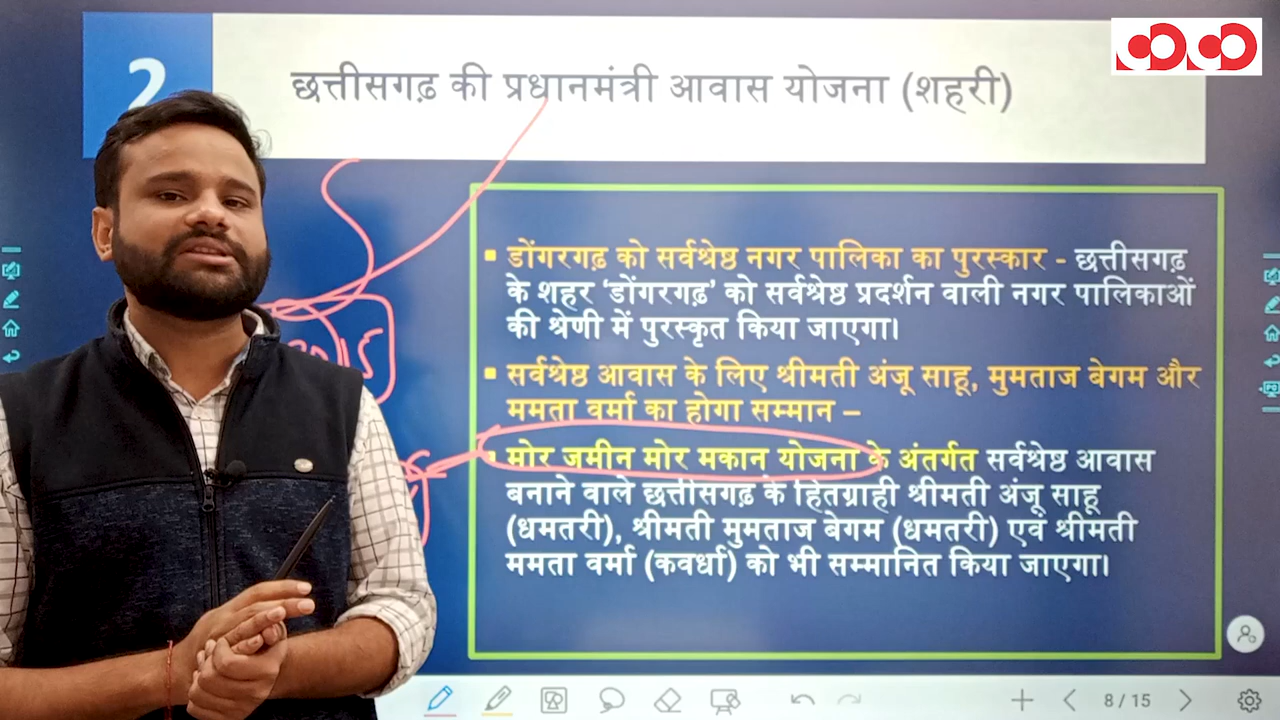 2
छत्तीसगढ़ की प्रधानमंत्री आवास योजना (शहरी)
▪ डोंगरगढ़ को सर्वश्रेष्ठ नगर पालिका का पुरस्कार - छत्तीसगढ़
के शहर ‘डोंगरगढ़’ को सर्वश्रेष्ठ प्रदर्शन वाली नगर पालिकाओं
की श्रेणी में पुरस्कृत किया जाएगा।
▪ सर्वश्रेष्ठ आवास के लिए श्रीमती अंजू साहू, मुमताज बेगम और
ममता वर्मा का होगा सम्मान –
▪ मोर जमीन मोर मकान योजना के अंतर्गत सर्वश्रेष्ठ आवास
बनाने वाले छत्तीसगढ़ के हितग्राही श्रीमती अंजू साहू
(धमतरी), श्रीमती मुमताज बेगम (धमतरी) एवं श्रीमती
ममता वर्मा (कवर्धा) को भी सम्मानित किया जाएगा।
2015
8 / 15